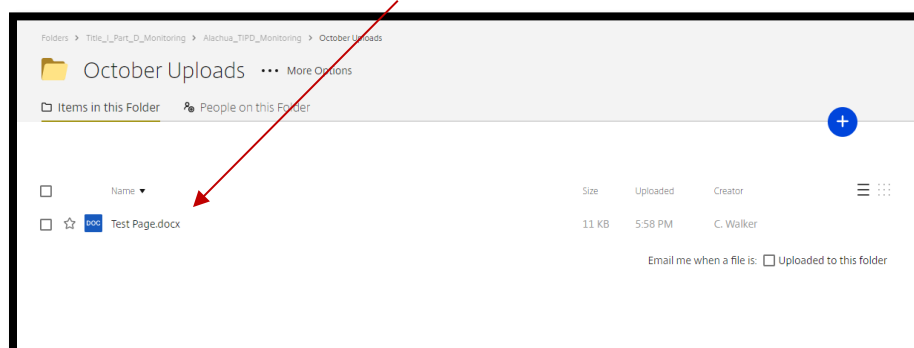 Folders > Title_I_Part_D_Monitoring > Alachua_TIPD_Monitoring > October Uploads
October Uploads ••• More Options
Items in this Folder People on this Folder
+
Name ▼ Size Uploaded Creator
DOC Test Page.docx 11 KB 5:58 PM C. Walker
Email me when a file is: Uploaded to this folder